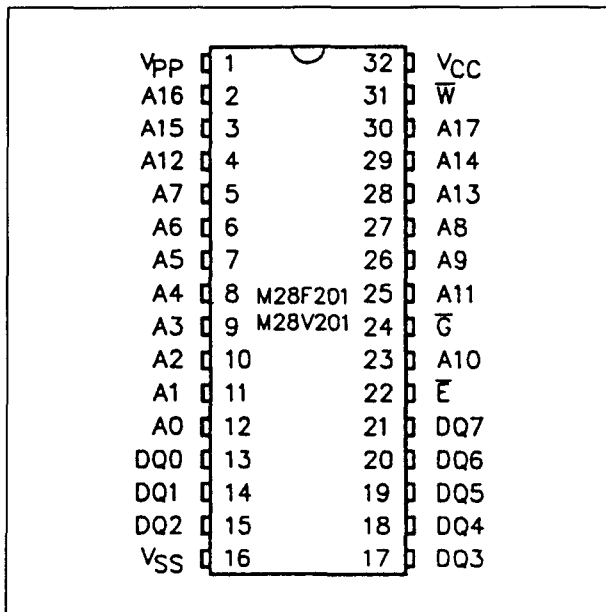 VPP 1 32 VCC
A16 2 31 W̅
A15 3 30 A17
A12 4 29 A14
A7 5 28 A13
A6 6 27 A8
A5 7 26 A9
A4 8 M28F201 25 A11
A3 9 M28V201 24 G̅
A2 10 23 A10
A1 11 22 E̅
A0 12 21 DQ7
DQ0 13 20 DQ6
DQ1 14 19 DQ5
DQ2 15 18 DQ4
VSS 16 17 DQ3